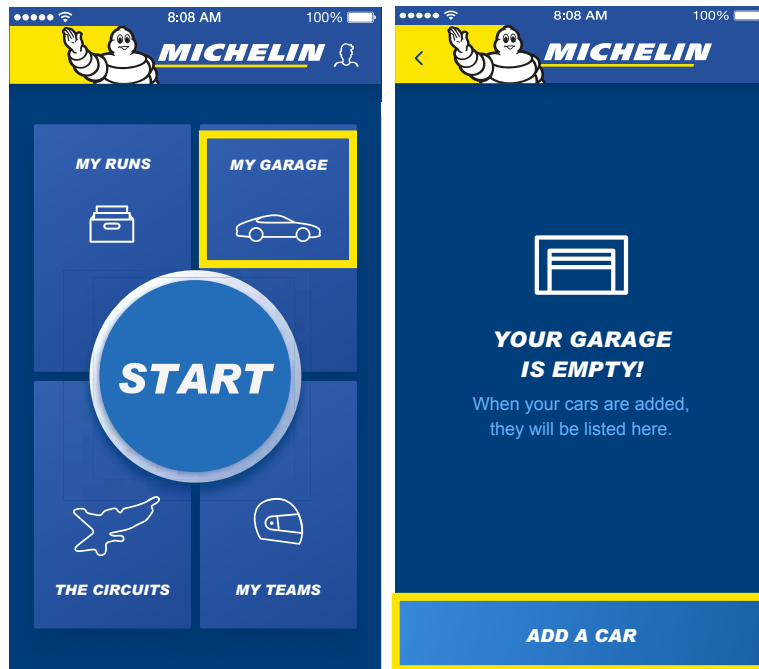 8:08 AM 100%
MICHELIN
MY RUNS
MY GARAGE
START
THE CIRCUITS
MY TEAMS
8:08 AM 100%
MICHELIN
YOUR GARAGE
IS EMPTY!
When your cars are added,
they will be listed here.
ADD A CAR